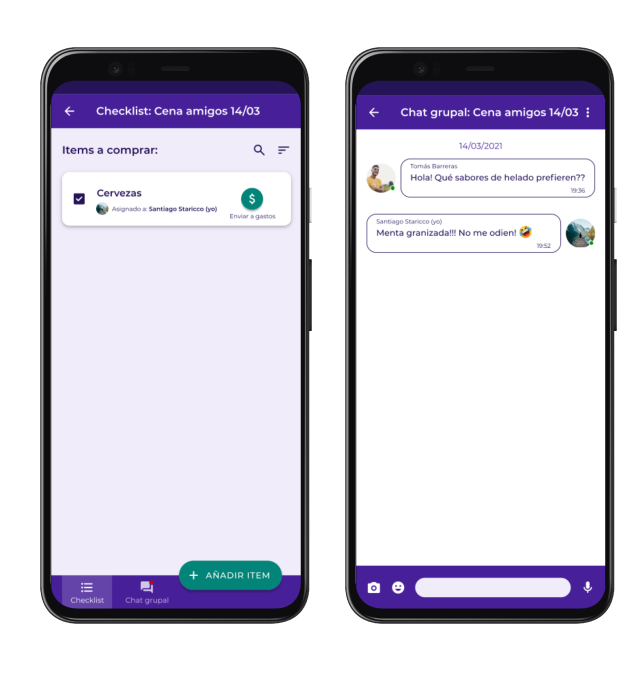 Checklist: Cena amigos 14/03
Items a comprar:
Cervezas
Asignado a: Santiago Staricco (yo)
$
Enviar a gastos
+ AÑADIR ITEM
Checklist
Chat grupal
Chat grupal: Cena amigos 14/03
14/03/2021
Tomás Barreras
Hola! Qué sabores de helado prefieren??
19:36
Santiago Staricco (yo)
Menta granizada!!! No me odien! 🤣
19:52